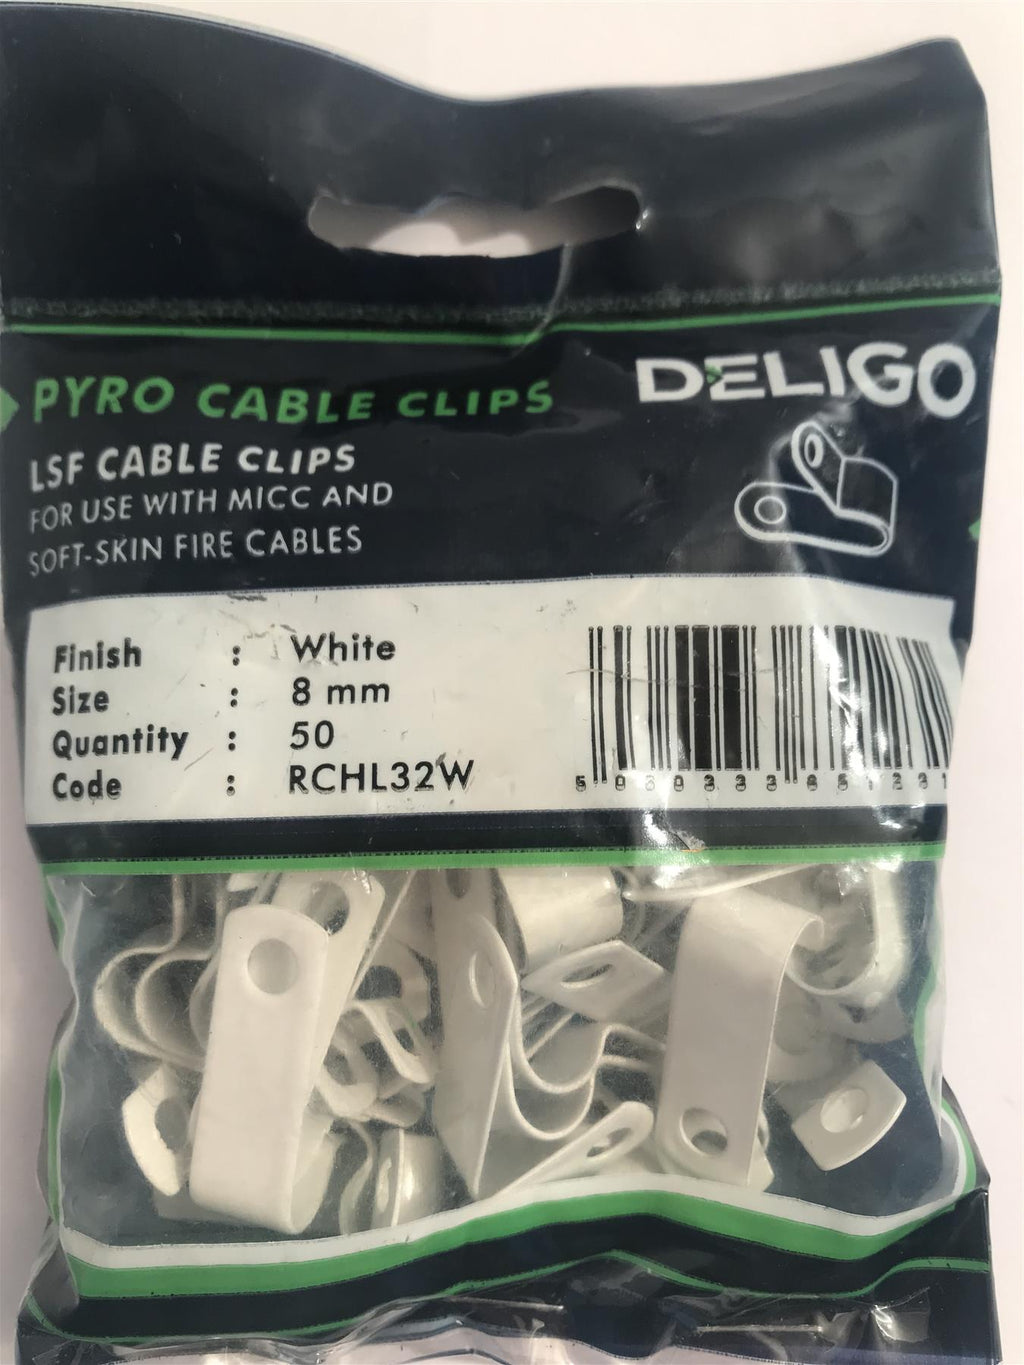 DELIGO
PYRO CABLE CLIPS
LSF CABLE CLIPS
FOR USE WITH MICC AND
SOFT-SKIN FIRE CABLES
Finish : White
Size : 8 mm
Quantity : 50
Code : RCHL32W